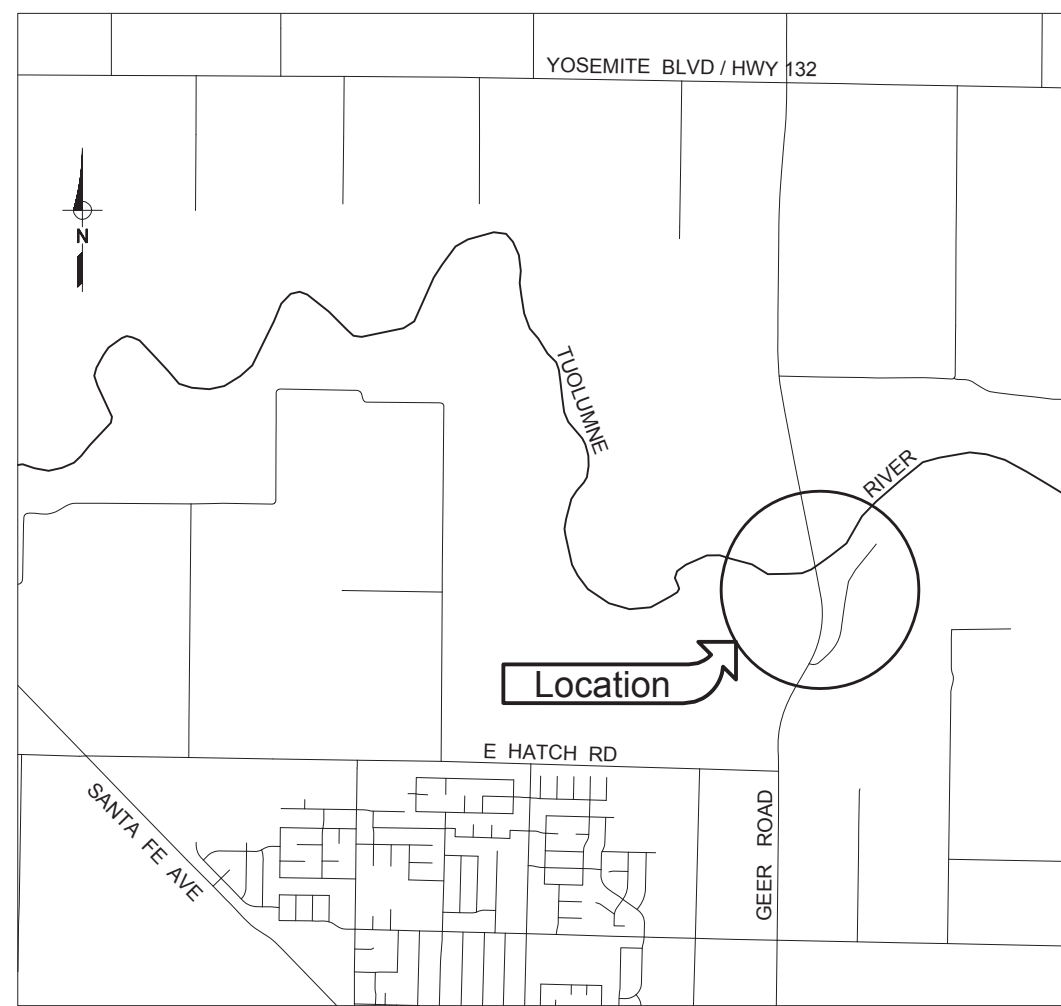 YOSEMITE BLVD / HWY 132
N
TUOLUMNE
RIVER
Location
E HATCH RD
SANTA FE AVE
GEER ROAD